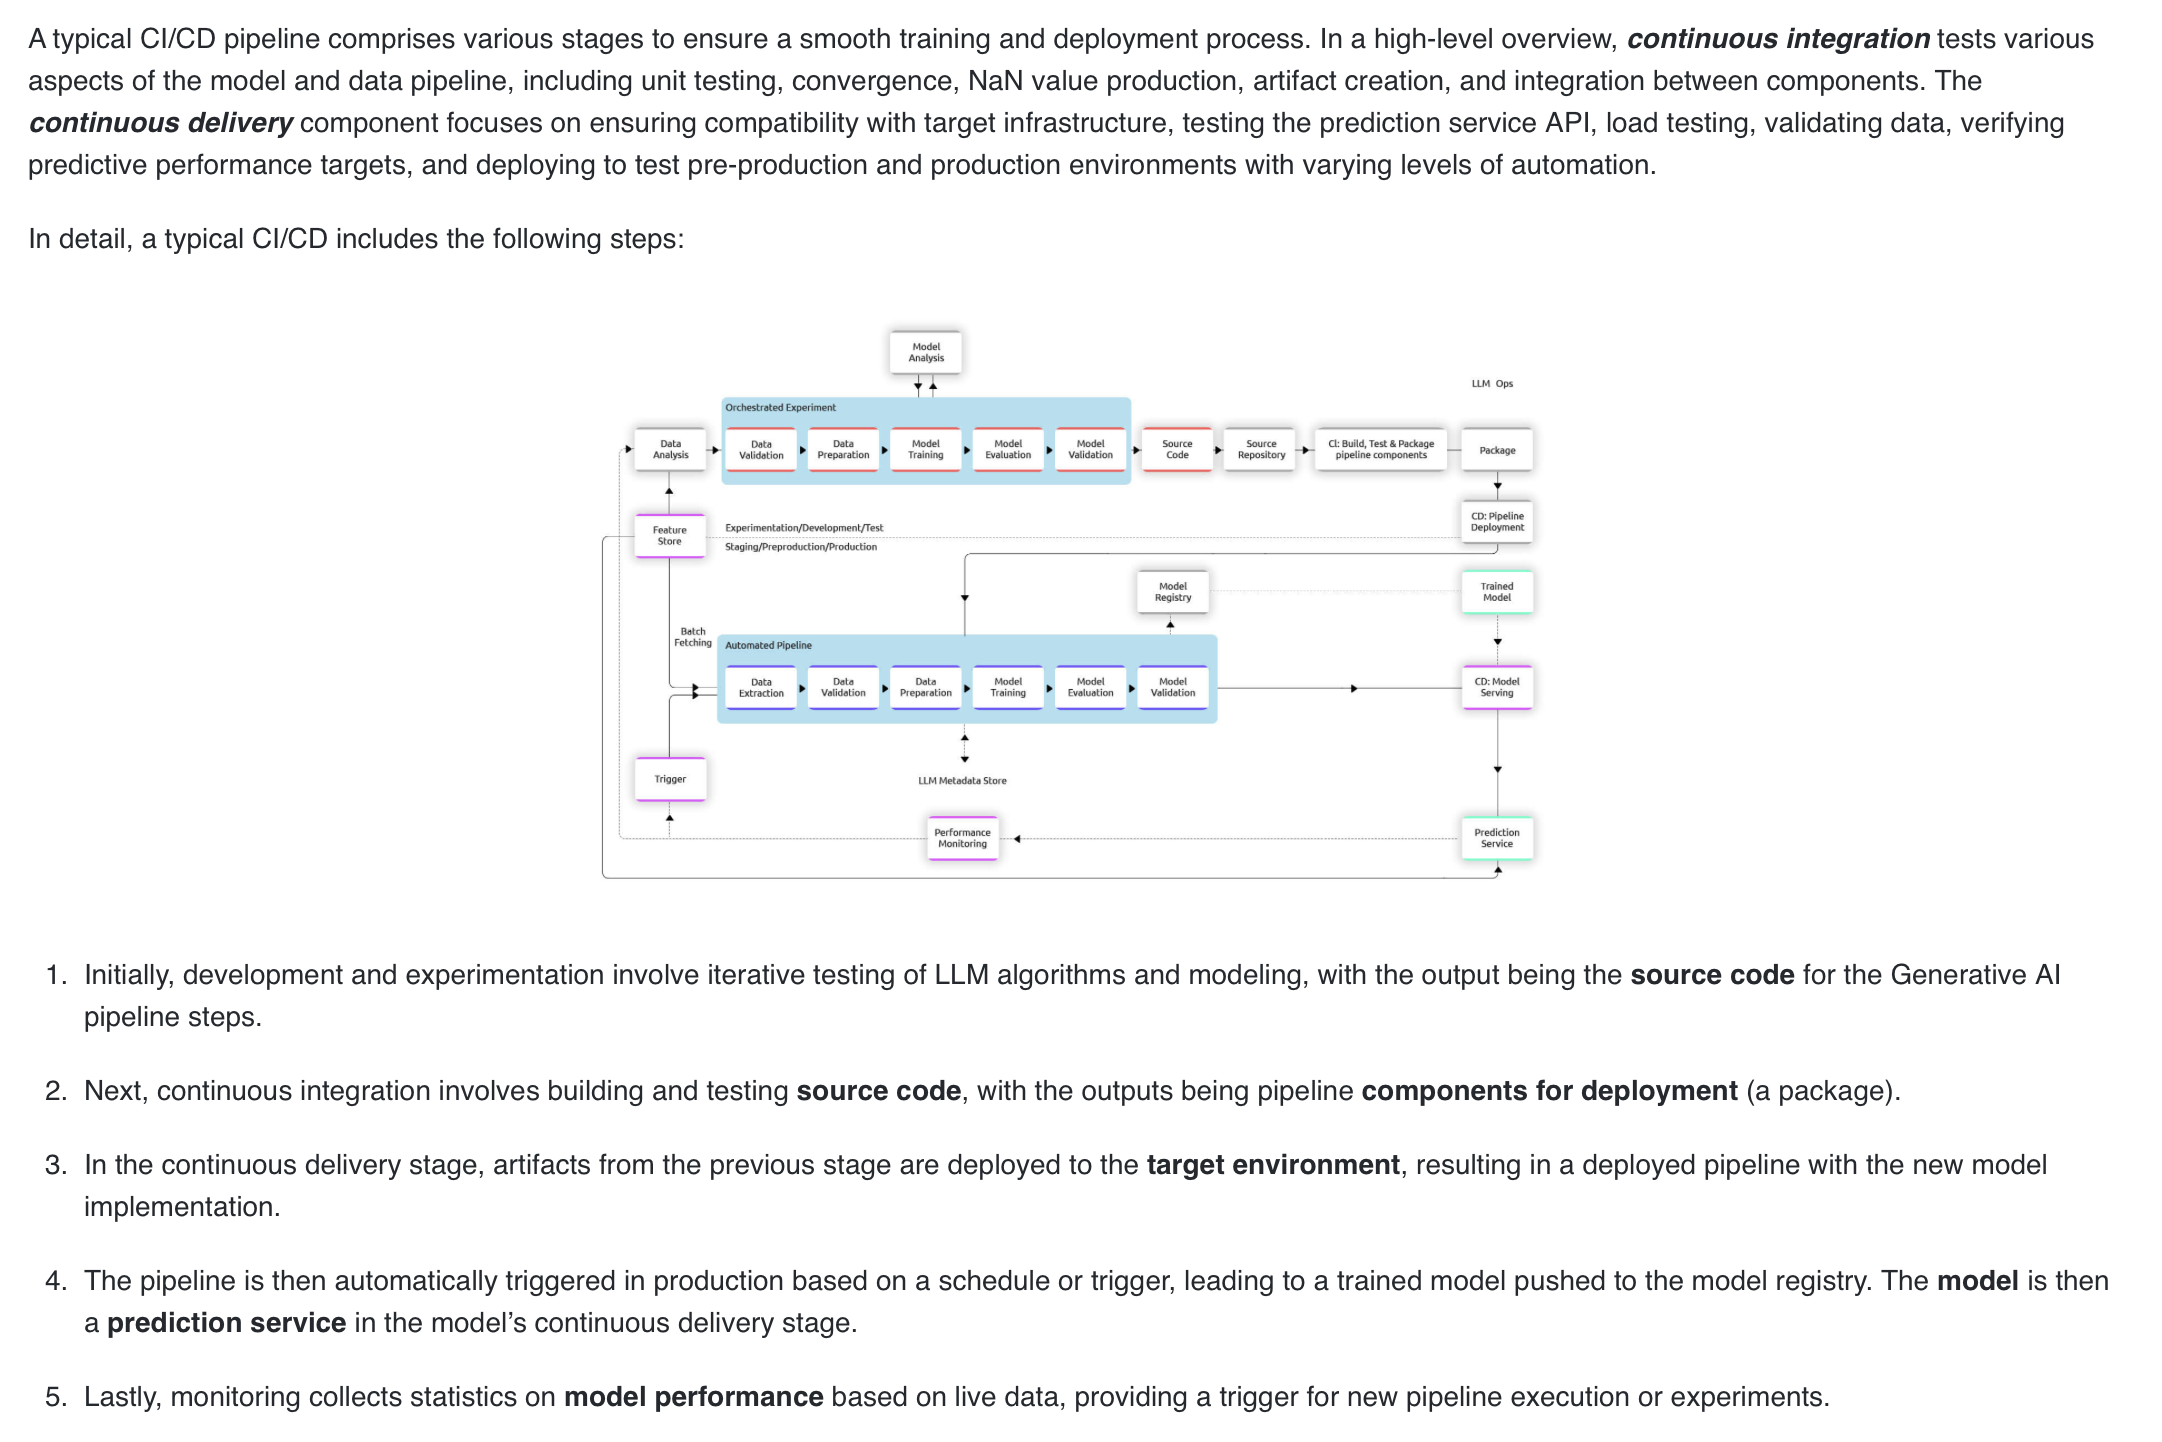 A typical CI/CD pipeline comprises various stages to ensure a smooth training and deployment process. In a high-level overview, continuous integration tests various
aspects of the model and data pipeline, including unit testing, convergence, NaN value production, artifact creation, and integration between components. The
continuous delivery component focuses on ensuring compatibility with target infrastructure, testing the prediction service API, load testing, validating data, verifying
predictive performance targets, and deploying to test pre-production and production environments with varying levels of automation.
In detail, a typical CI/CD includes the following steps:
Model
Analysis
LLM Ops
Orchestrated Experiment
Data
Analysis
Data
Validation
Data
Preparation
Model
Training
Model
Evaluation
Model
Validation
Source
Code
Source
Repository
CI: Build, Test & Package
pipeline components
Package
Feature
Store
Experimentation/Development/Test
Staging/Preproduction/Production
CD: Pipeline
Deployment
Model
Registry
Trained
Model
Batch
Fetching
Automated Pipeline
Data
Extraction
Data
Validation
Data
Preparation
Model
Training
Model
Evaluation
Model
Validation
CD: Model
Serving
Trigger
LLM Metadata Store
Performance
Monitoring
Prediction
Service
1. Initially, development and experimentation involve iterative testing of LLM algorithms and modeling, with the output being the source code for the Generative AI
pipeline steps.
2. Next, continuous integration involves building and testing source code, with the outputs being pipeline components for deployment (a package).
3. In the continuous delivery stage, artifacts from the previous stage are deployed to the target environment, resulting in a deployed pipeline with the new model
implementation.
4. The pipeline is then automatically triggered in production based on a schedule or trigger, leading to a trained model pushed to the model registry. The model is then
a prediction service in the model’s continuous delivery stage.
5. Lastly, monitoring collects statistics on model performance based on live data, providing a trigger for new pipeline execution or experiments.